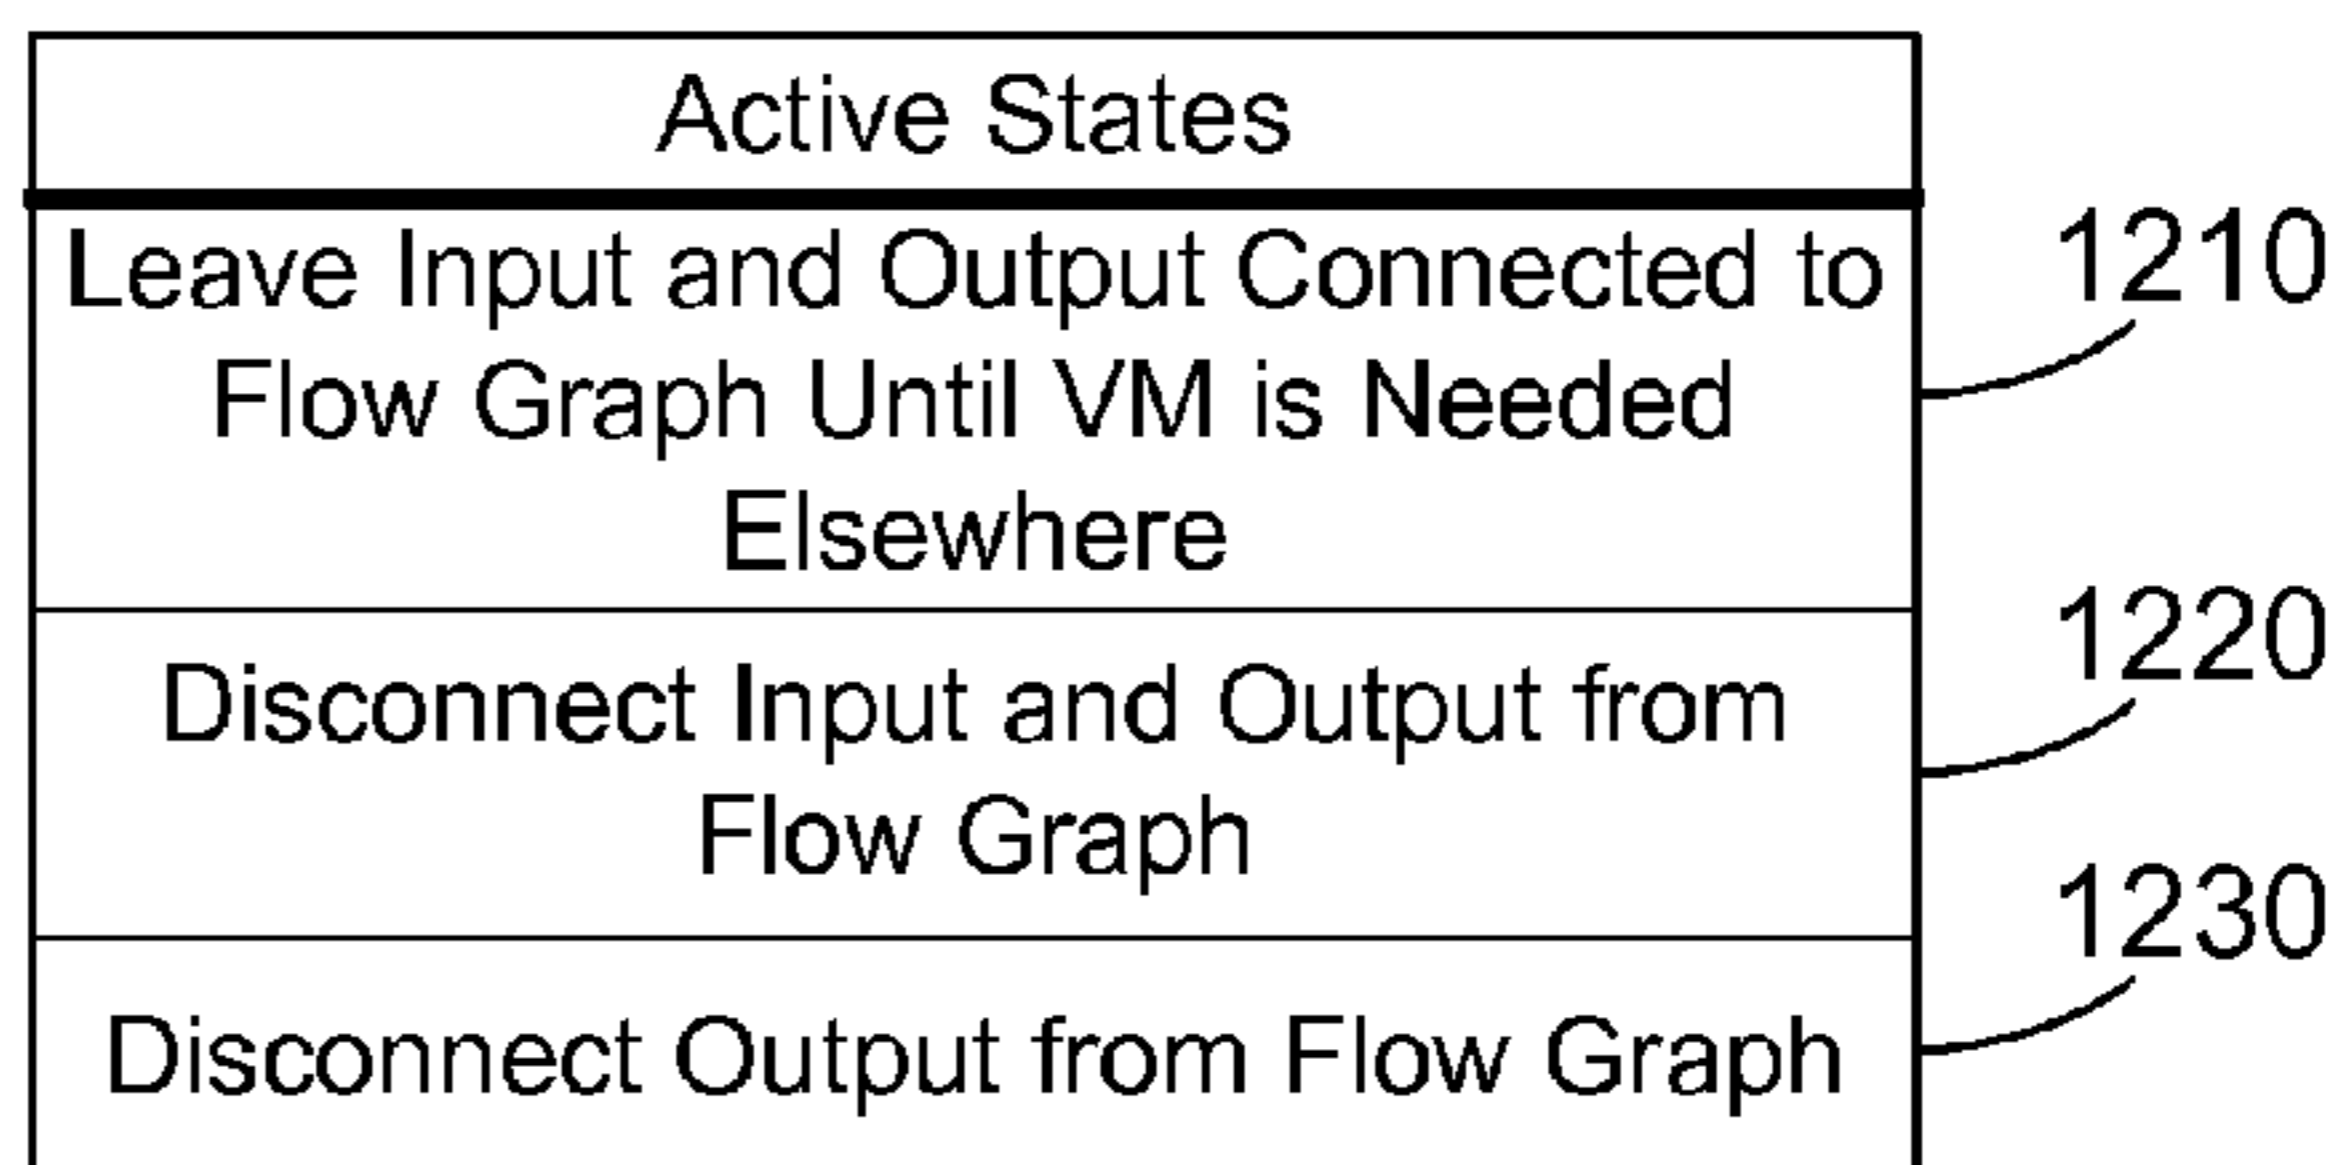 Active States
Leave Input and Output Connected to
Flow Graph Until VM is Needed
Elsewhere
1210
Disconnect Input and Output from
Flow Graph
1220
Disconnect Output from Flow Graph
1230